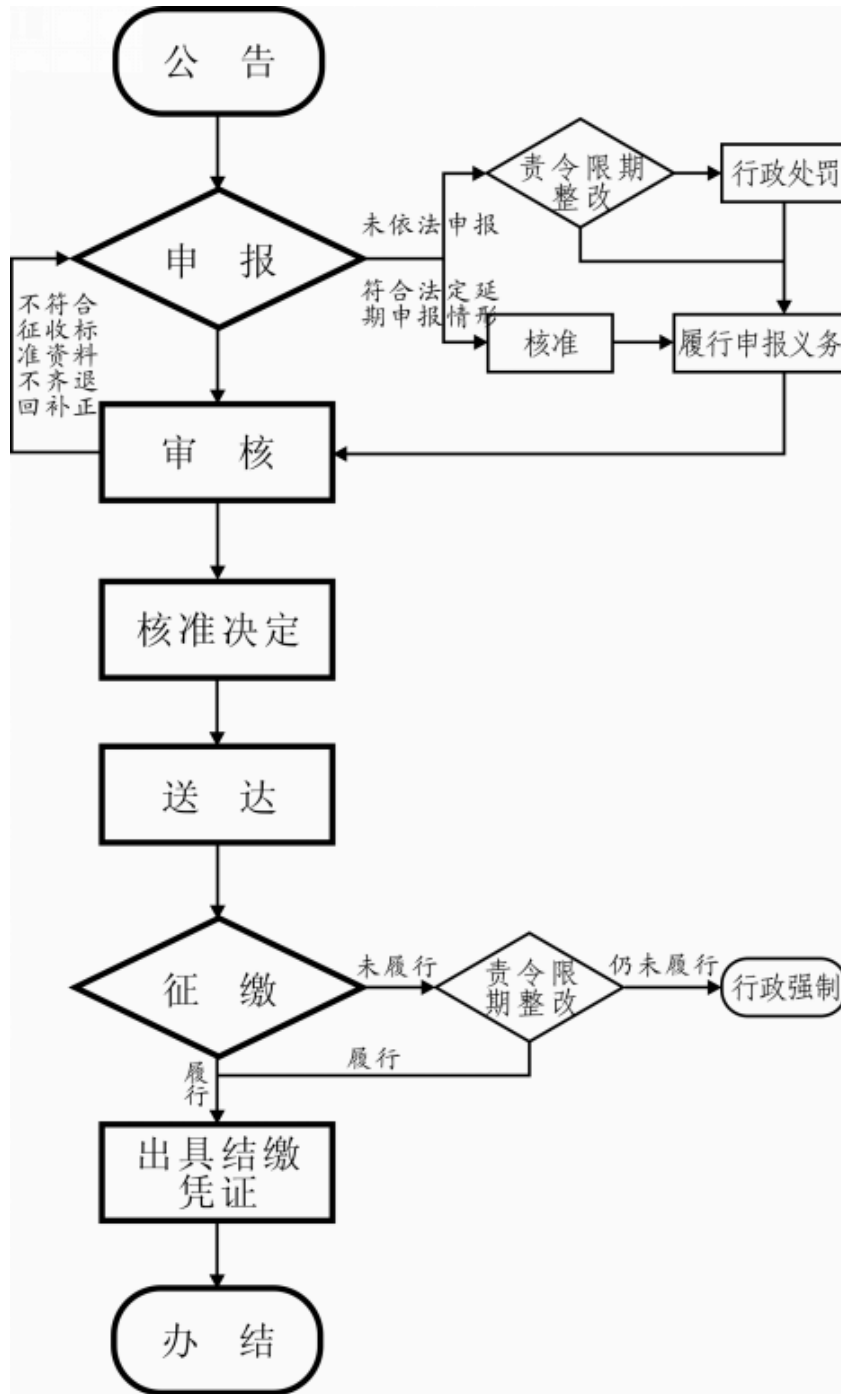 公 告
责令限期
整改
行政处罚
未依法申报
申 报
符合法定延
期申报情形
不符合
征收标
准资料
不齐退
回补正
核准
履行申报义务
审 核
核准决定
送 达
征 缴
未履行
责令限
期整改
仍未履行
行政强制
履行
履
行
出具结缴
凭证
办 结